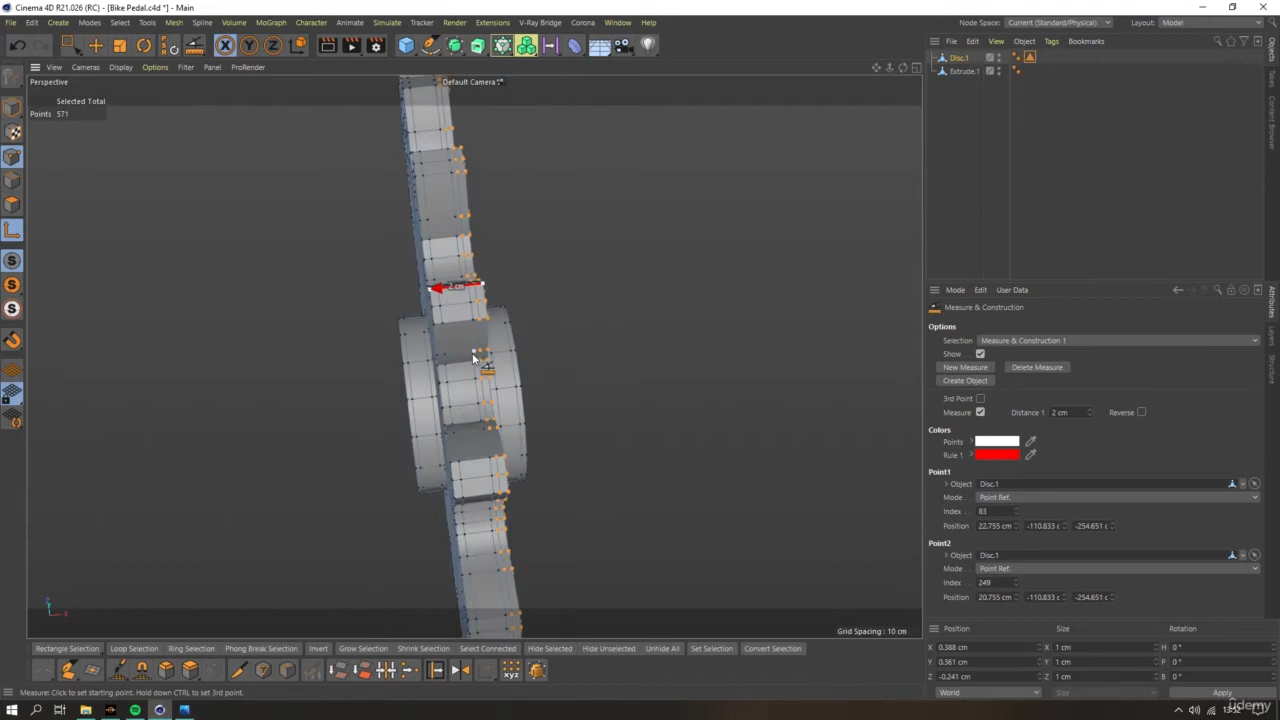 Cinema 4D R21.026 (RC) - [Bike Pedal.c4d *] - Main
File Edit Create Modes Select Tools Mesh Spline Volume MoGraph Character Animate Simulate Tracker Render Extensions V-Ray Bridge Corona Window Help
Node Space: Current (Standard/Physical) Layout: Model
View Cameras Display Options Filter Panel ProRender
File Edit View Object Tags Bookmarks
Perspective
Default Camera
Disc.1
Extrude.1
Selected Total
Points 571
Objects
Takes
Content Browser
2 cm
Mode Edit User Data
Measure & Construction
Options
Selection Measure & Construction 1
Show
New Measure Delete Measure
Create Object
3rd Point
Measure Distance 1 2 cm Reverse
Colors
Points
Rule 1
Point1
Object Disc.1
Mode Point Ref.
Index 83
Position 22.755 cm -110.833 c -254.651 c
Point2
Object Disc.1
Mode Point Ref.
Index 249
Position 20.755 cm -110.833 c -254.651 c
Attributes
Layers
Structure
Z
X
Grid Spacing : 10 cm
Position Size Rotation
X 0.388 cm X 1 cm H 0 °
Y 0.361 cm Y 1 cm P 0 °
Z -0.241 cm Z 1 cm B 0 °
World Size Apply
Rectangle Selection Loop Selection Ring Selection Phong Break Selection Invert Grow Selection Shrink Selection Select Connected Hide Selected Hide Unselected Unhide All Set Selection Convert Selection
Measure: Click to set starting point. Hold down CTRL to set 3rd point.
Udemy